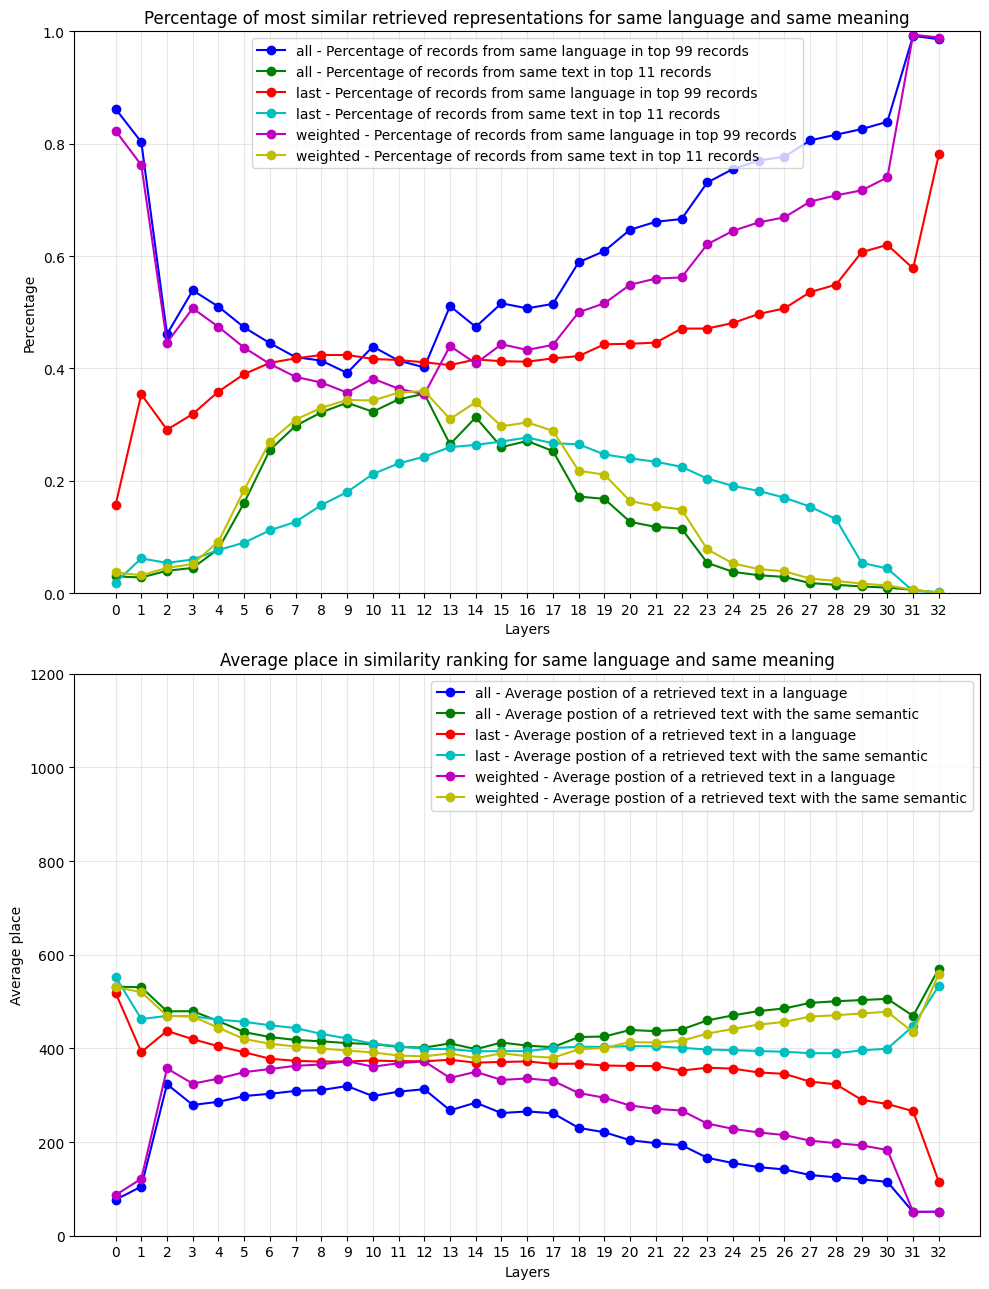 Percentage of most similar retrieved representations for same language and same meaning
1.0
0.8
0.6
0.4
0.2
0.0
Percentage
all - Percentage of records from same language in top 99 records
all - Percentage of records from same text in top 11 records
last - Percentage of records from same language in top 99 records
last - Percentage of records from same text in top 11 records
weighted - Percentage of records from same language in top 99 records
weighted - Percentage of records from same text in top 11 records
0 1 2 3 4 5 6 7 8 9 10 11 12 13 14 15 16 17 18 19 20 21 22 23 24 25 26 27 28 29 30 31 32
Layers
Average place in similarity ranking for same language and same meaning
1200
1000
800
600
400
200
0
Average place
all - Average postion of a retrieved text in a language
all - Average postion of a retrieved text with the same semantic
last - Average postion of a retrieved text in a language
last - Average postion of a retrieved text with the same semantic
weighted - Average postion of a retrieved text in a language
weighted - Average postion of a retrieved text with the same semantic
0 1 2 3 4 5 6 7 8 9 10 11 12 13 14 15 16 17 18 19 20 21 22 23 24 25 26 27 28 29 30 31 32
Layers